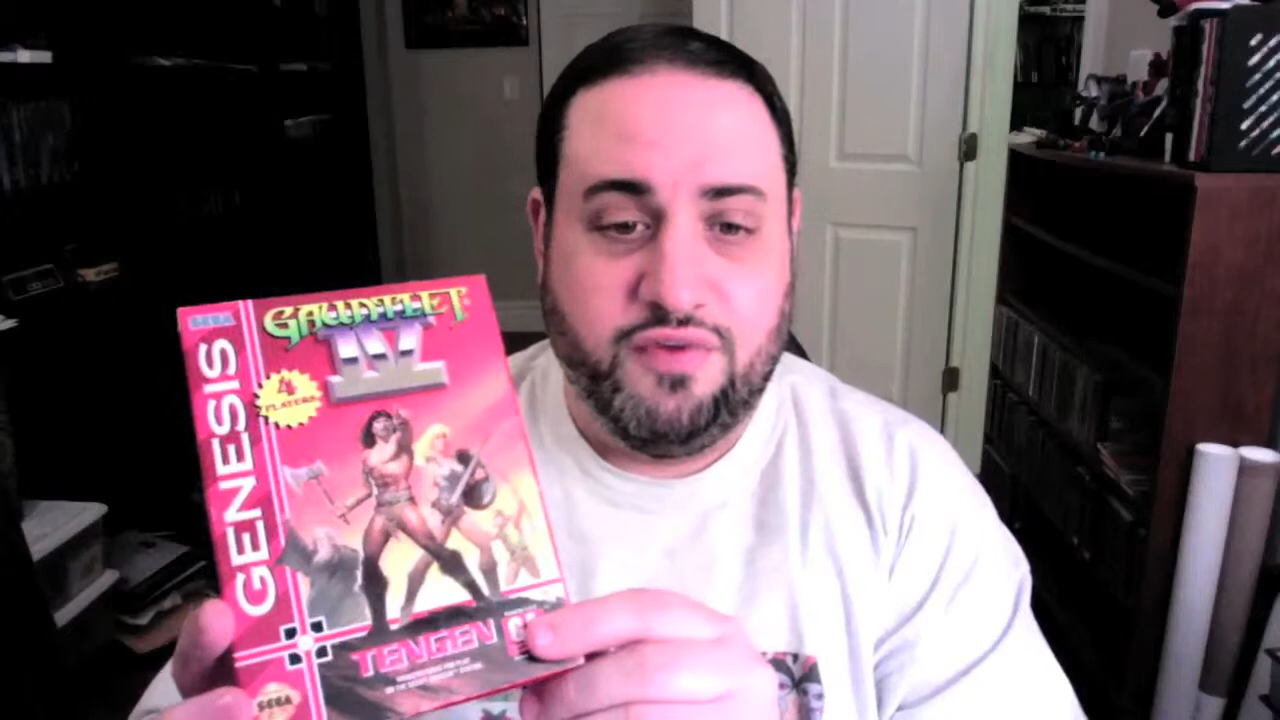 SEGA
GENESIS
GAUNTLET
IV
4
PLAYERS
TENGEN
SEGA